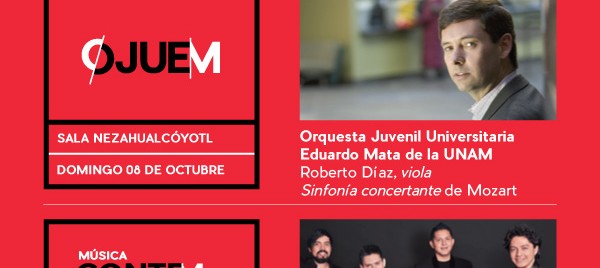 OJUEM
SALA NEZAHUALCÓYOTL
DOMINGO 08 DE OCTUBRE
Orquesta Juvenil Universitaria
Eduardo Mata de la UNAM
Roberto Díaz, viola
Sinfonía concertante de Mozart
MÚSICA